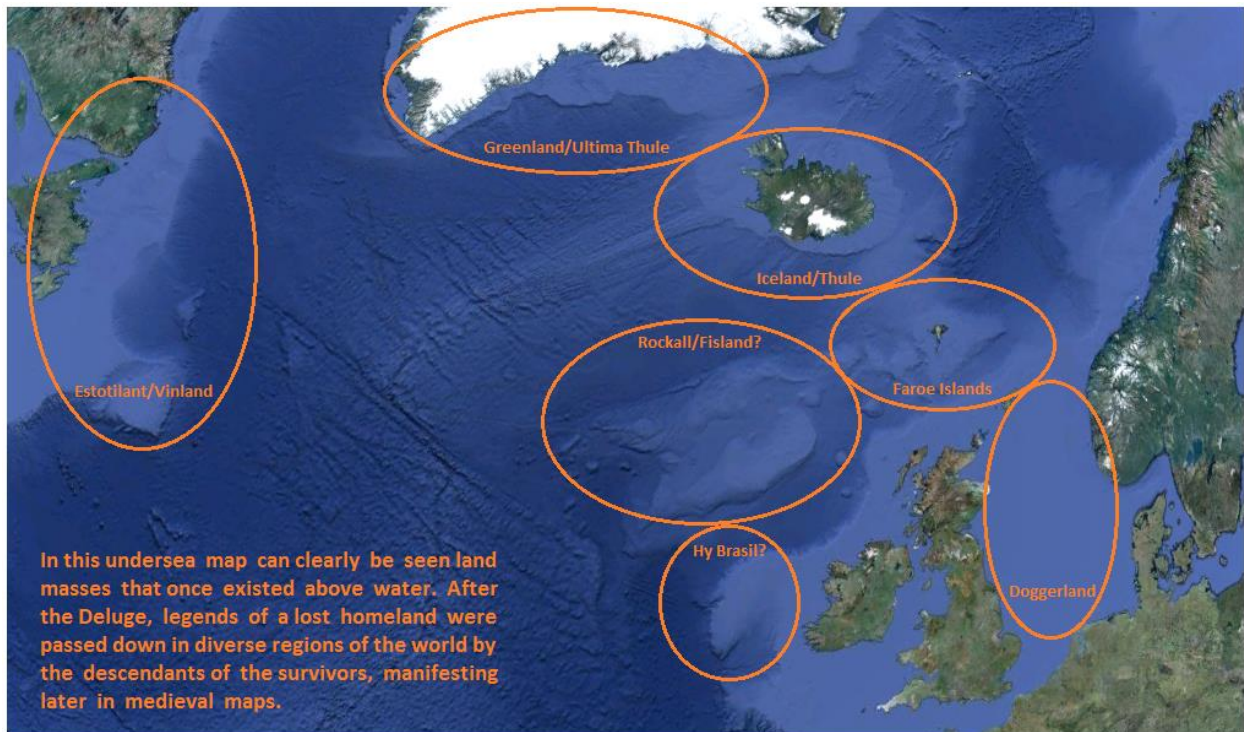 Greenland/Ultima Thule
Iceland/Thule
Rockall/Fisland?
Faroe Islands
Estotilant/Vinland
Hy Brasil?
Doggerland
In this undersea map can clearly be seen land
masses that once existed above water. After
the Deluge, legends of a lost homeland were
passed down in diverse regions of the world by
the descendants of the survivors, manifesting
later in medieval maps.